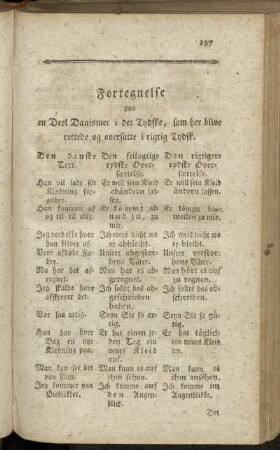 197
Fortegnelse
paa
en Deel Danismer i det Tydske, som her blive
rettede og oversatte i rigtig Tydsk.
Den danske Den feilagtige Den rigtigere
Text. tydske Over- tydske Over-
sættelse. sættelse.
Han vil lade sin Er will sein Kleid Er will sein Kleid
Klædning for- abändern las- ändern lassen.
andre.
Han kommer af Er kömmt ab Er kömmt bis-
og til til mig. und zu, zu weilen zu mir.
mir.
Jeg veed ikke hvor Ich weis nicht wo Ich weis nicht wo
han bliver af. er abbleibt. er bleibt.
Vore afdøde Fæ- Unsere abgestor- Unsere verstor-
dre. bene Väter. bene Väter.
Nu har det af- Nun hat es ab- Nun hört es auf
regnet. geregnet. zu regnen.
Jeg skulde have Ich sollte das ab- Ich sollte das ab-
afskrevet det. geschrieben schreiben.
haben.
Vær saa artig. Seyn Sie so ar- Seyn Sie so gü-
tig. tig.
Han har hver Er hat einen je- Er hat täglich
Dag en nye den Tag ein ein neues Kleid
Klædning paa. neues Kleid an.
auf.
Man kan see det Man kann es auf Man kann es
paa ham. ihm sehen. ihm ansehen.
Jeg kommer paa Ich komme auf Ich komme im
Øieblikket. den Augen- Augenblicke.
blick.
Det